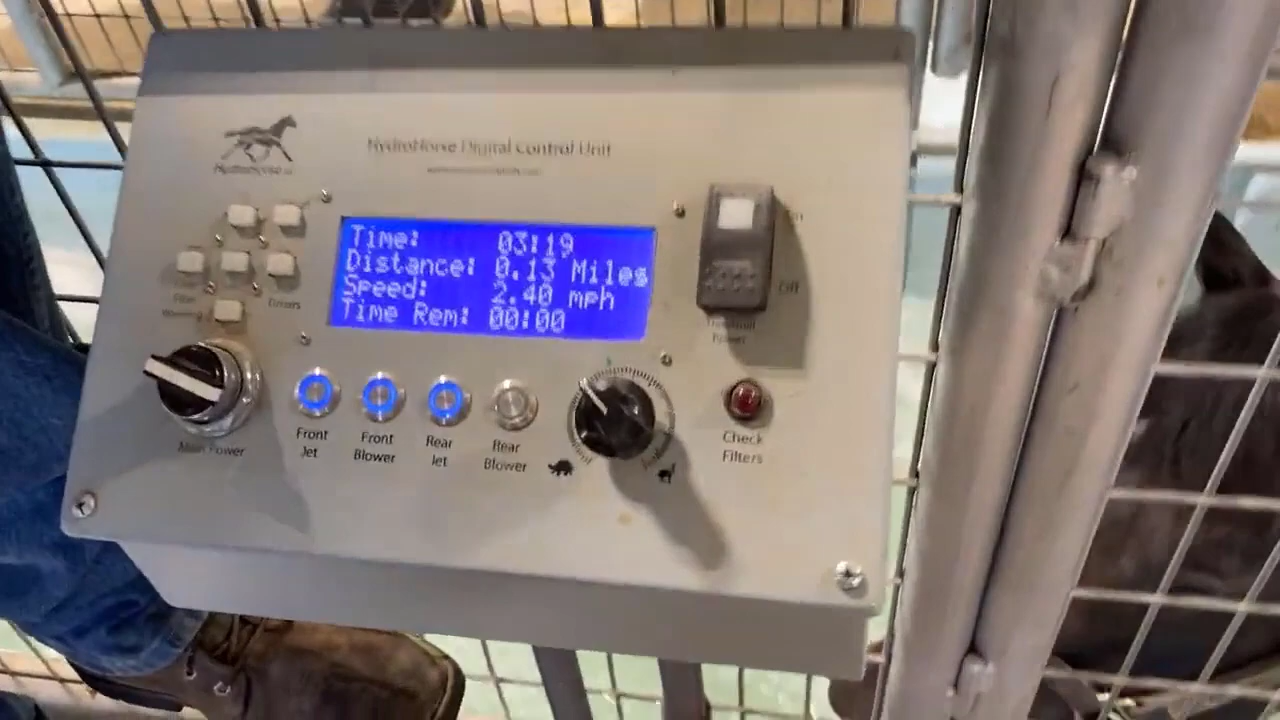 HydroHorse Digital Control Unit
On
Time: 03:19
Distance: 0.13 Miles
Speed: 2.40 mph
Time Rem: 00:00
Off
Main Power
Front Jet
Front Blower
Rear Jet
Rear Blower
Check Filters